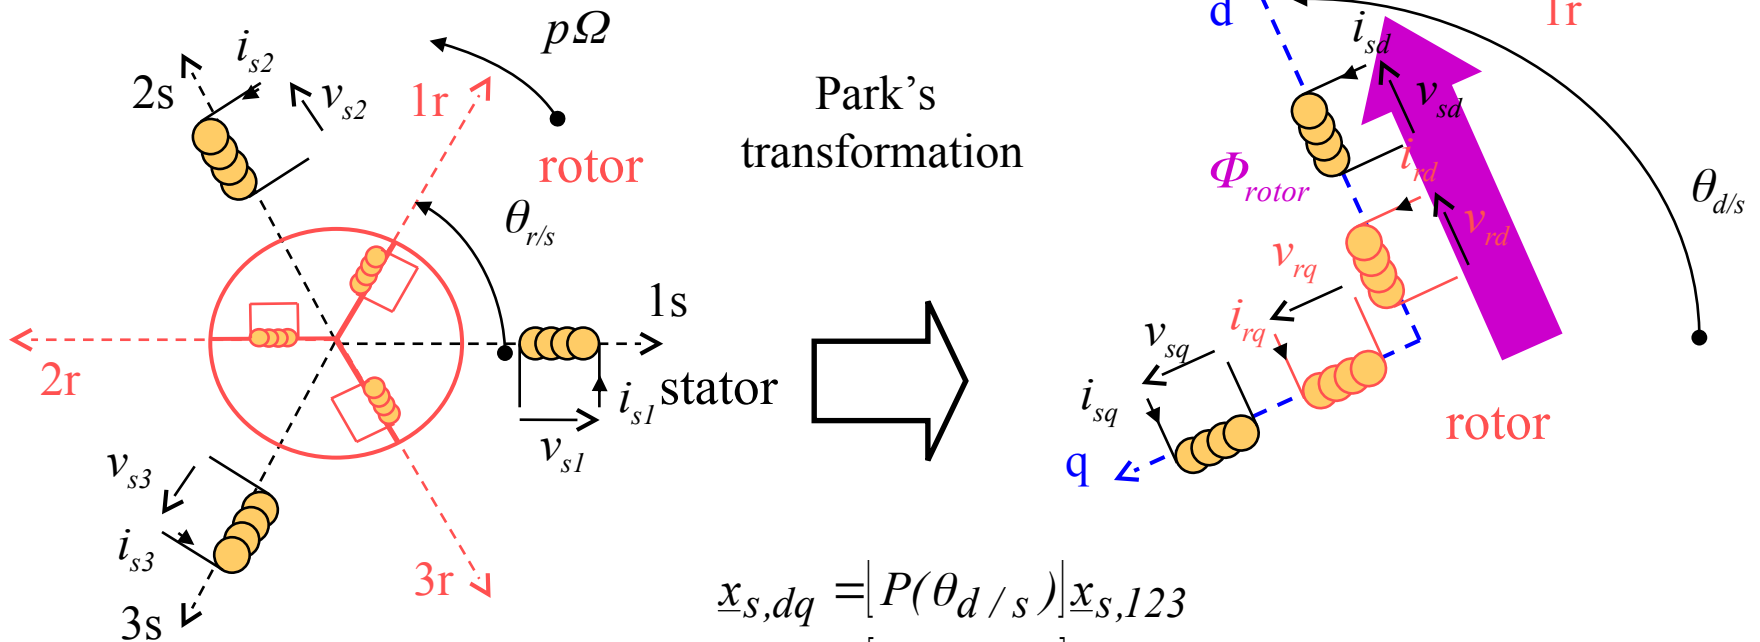 pΩ
i_s2
2s
v_s2
1r
rotor
θ_r/s
1s
stator
i_s1
v_s1
2r
v_s3
i_s3
3r
3s
Park's
transformation
d
1r
i_sd
v_sd
i_rd
Φ_rotor
θ_d/s
v_rd
v_rq
i_rq
v_sq
i_sq
rotor
q
x_s,dq = [P(θ_d/s)] x_s,123